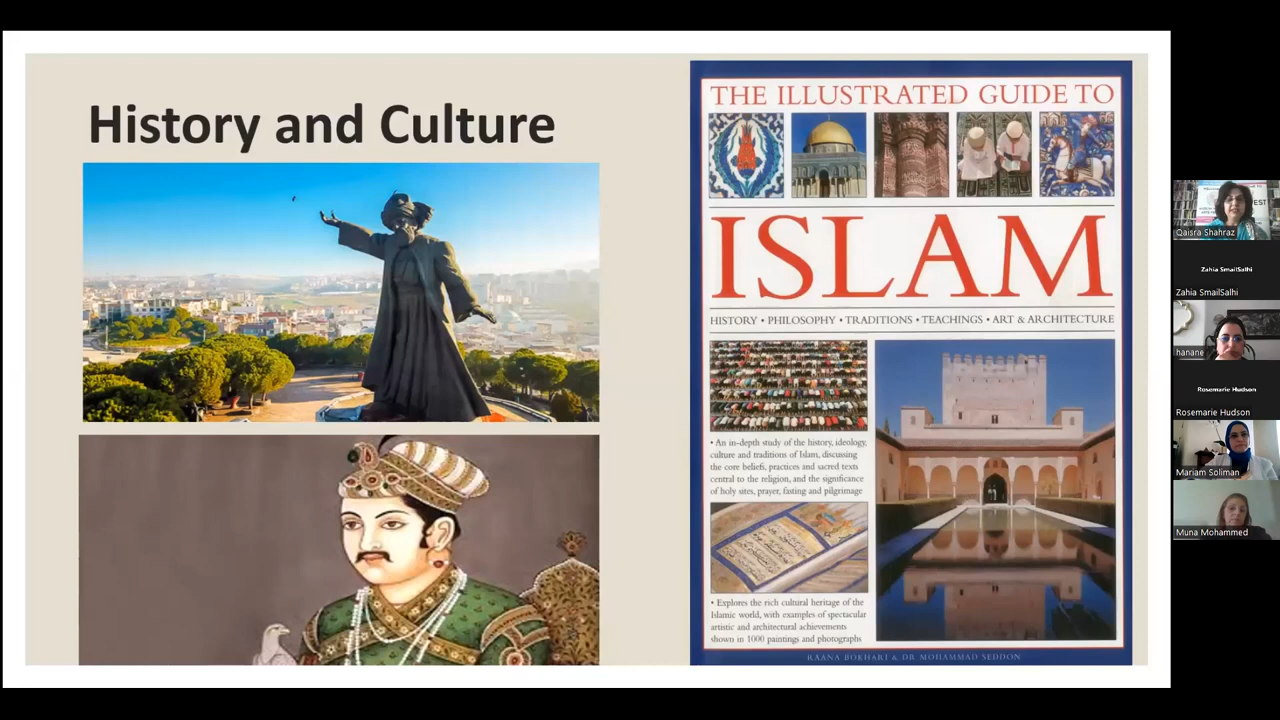 History and Culture
THE ILLUSTRATED GUIDE TO
ISLAM
HISTORY • PHILOSOPHY • TRADITIONS • TEACHINGS • ART & ARCHITECTURE
• An in-depth study of the history, ideology,
culture and traditions of Islam, discussing
the core beliefs, practices and sacred texts
central to the religion, and the significance
of holy sites, prayer, fasting and pilgrimage
• Explores the rich cultural heritage of the
Islamic world, with examples of spectacular
artistic and architectural achievements
shown in 1000 paintings and photographs
RAANA BOKHARI & DR MOHAMMAD SEDDON
Qaisra Shahraz
Zahia SmailSalhi
Zahia SmailSalhi
hanane
Rosemarie Hudson
Rosemarie Hudson
Mariam Soliman
Muna Mohammed